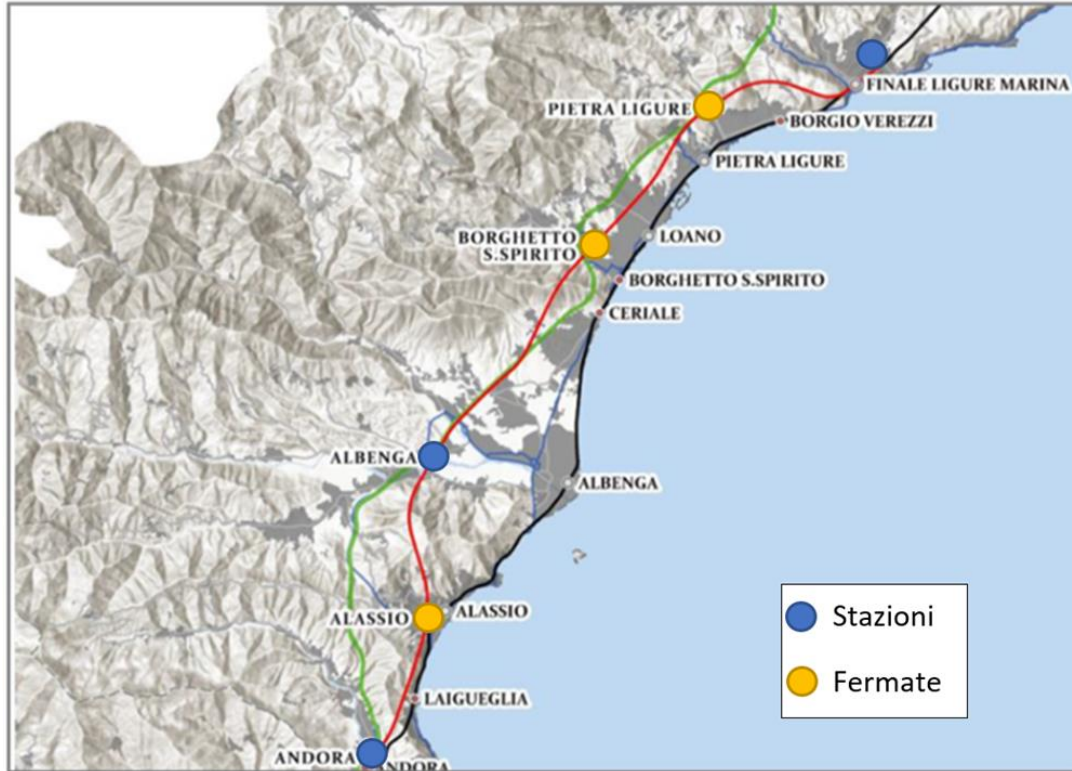 FINALE LIGURE MARINA
PIETRA LIGURE
BORGIO VEREZZI
PIETRA LIGURE
BORGHETTO
S.SPIRITO
LOANO
BORGHETTO S.SPIRITO
CERIALE
ALBENGA
ALBENGA
ALASSIO
ALASSIO
LAIGUEGLIA
ANDORA
ANDORA
Stazioni
Fermate